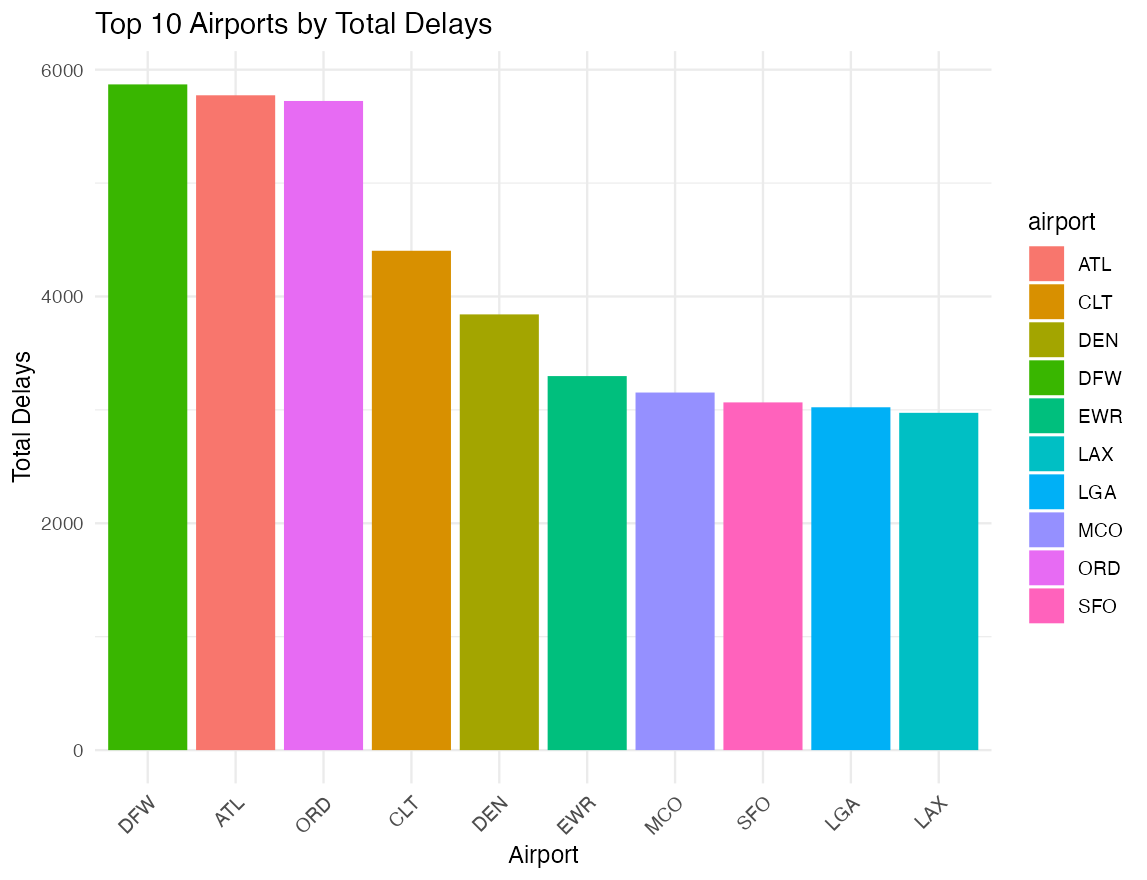 Top 10 Airports by Total Delays
6000
4000
2000
0
Total Delays
DFW
ATL
ORD
CLT
DEN
EWR
MCO
SFO
LGA
LAX
Airport
airport
ATL
CLT
DEN
DFW
EWR
LAX
LGA
MCO
ORD
SFO